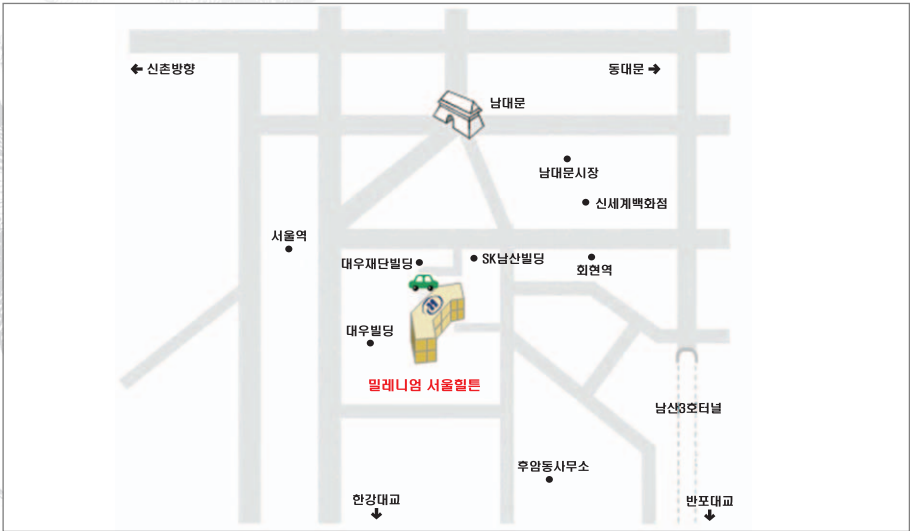 ← 신촌방향
동대문 →
남대문
남대문시장
신세계백화점
서울역
대우재단빌딩
SK남산빌딩
회현역
대우빌딩
밀레니엄 서울힐튼
남산3호터널
후암동사무소
한강대교
반포대교